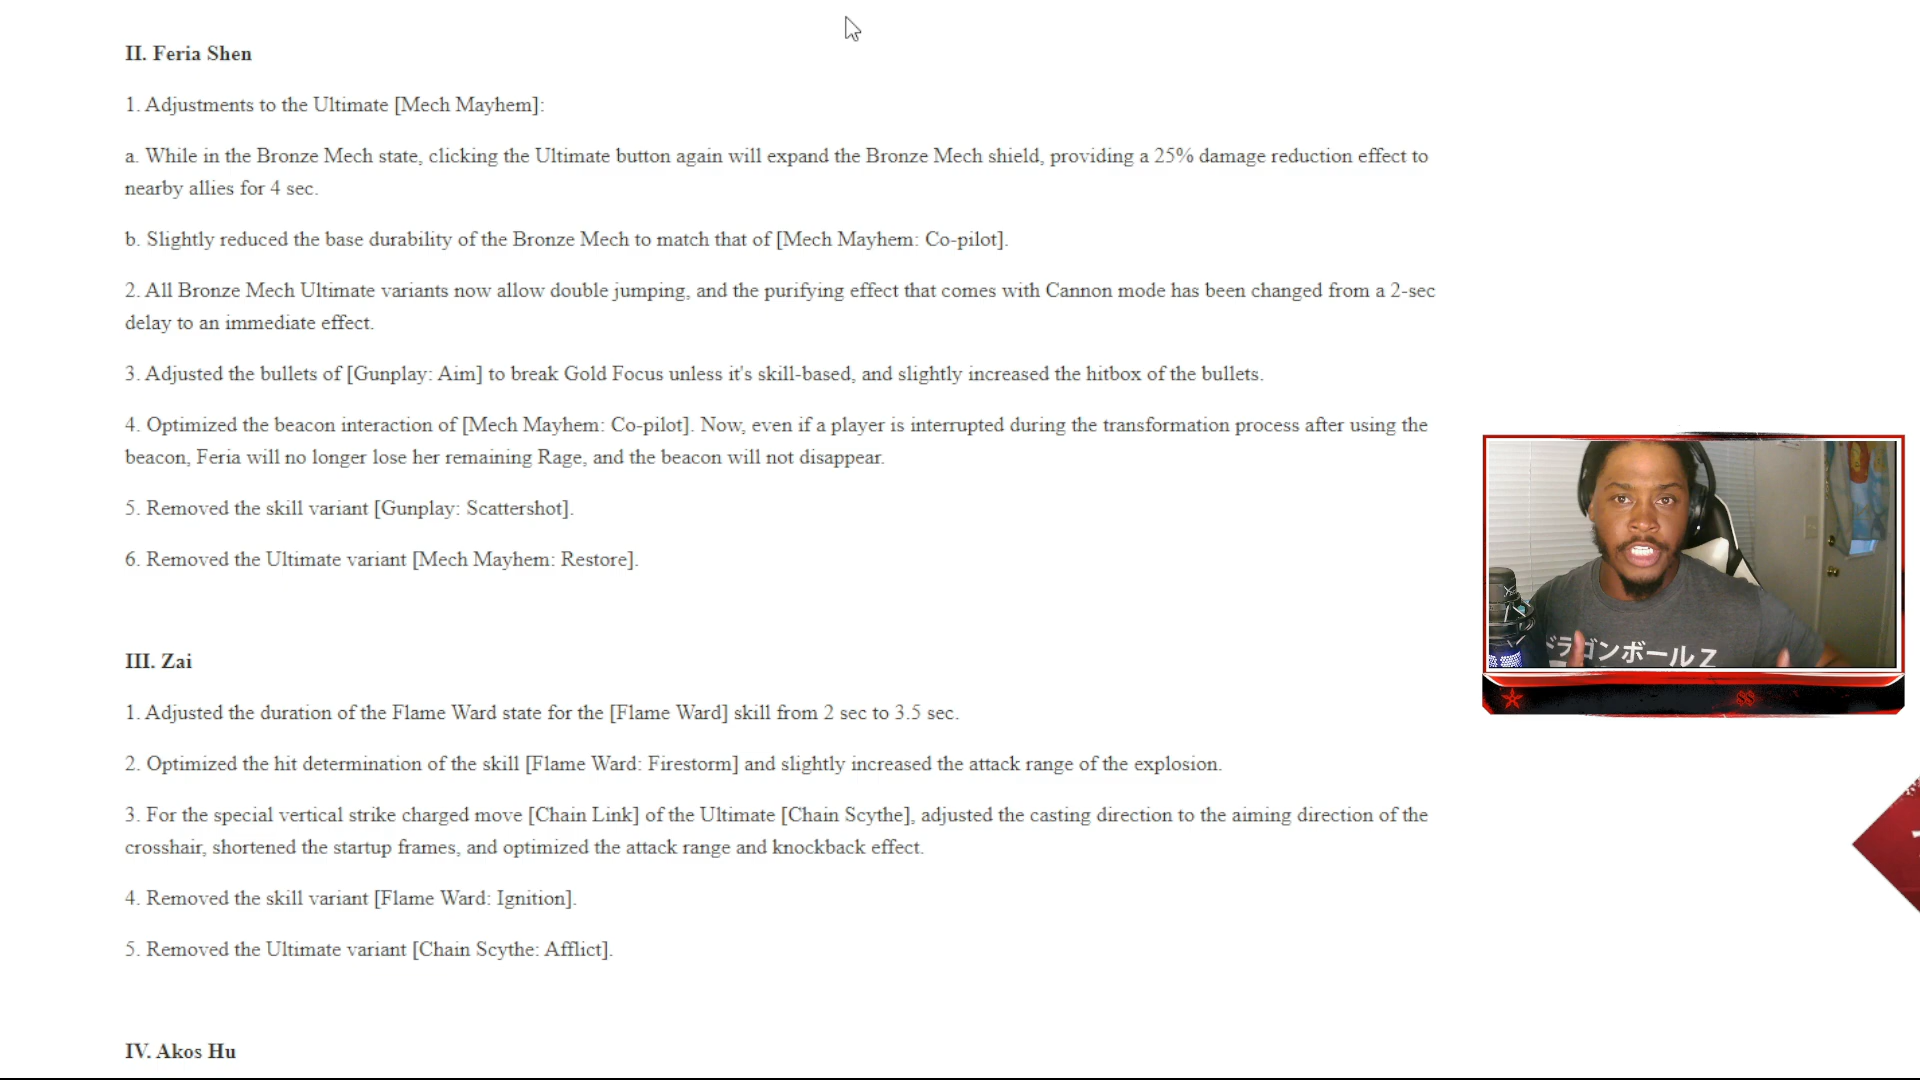 II. Feria Shen
1. Adjustments to the Ultimate [Mech Mayhem]:
a. While in the Bronze Mech state, clicking the Ultimate button again will expand the Bronze Mech shield, providing a 25% damage reduction effect to
nearby allies for 4 sec.
b. Slightly reduced the base durability of the Bronze Mech to match that of [Mech Mayhem: Co-pilot].
2. All Bronze Mech Ultimate variants now allow double jumping, and the purifying effect that comes with Cannon mode has been changed from a 2-sec
delay to an immediate effect.
3. Adjusted the bullets of [Gunplay: Aim] to break Gold Focus unless it's skill-based, and slightly increased the hitbox of the bullets.
4. Optimized the beacon interaction of [Mech Mayhem: Co-pilot]. Now, even if a player is interrupted during the transformation process after using the
beacon, Feria will no longer lose her remaining Rage, and the beacon will not disappear.
5. Removed the skill variant [Gunplay: Scattershot].
6. Removed the Ultimate variant [Mech Mayhem: Restore].
ドラゴンボールZ
III. Zai
1. Adjusted the duration of the Flame Ward state for the [Flame Ward] skill from 2 sec to 3.5 sec.
2. Optimized the hit determination of the skill [Flame Ward: Firestorm] and slightly increased the attack range of the explosion.
3. For the special vertical strike charged move [Chain Link] of the Ultimate [Chain Scythe], adjusted the casting direction to the aiming direction of the
crosshair, shortened the startup frames, and optimized the attack range and knockback effect.
4. Removed the skill variant [Flame Ward: Ignition].
5. Removed the Ultimate variant [Chain Scythe: Afflict].
IV. Akos Hu